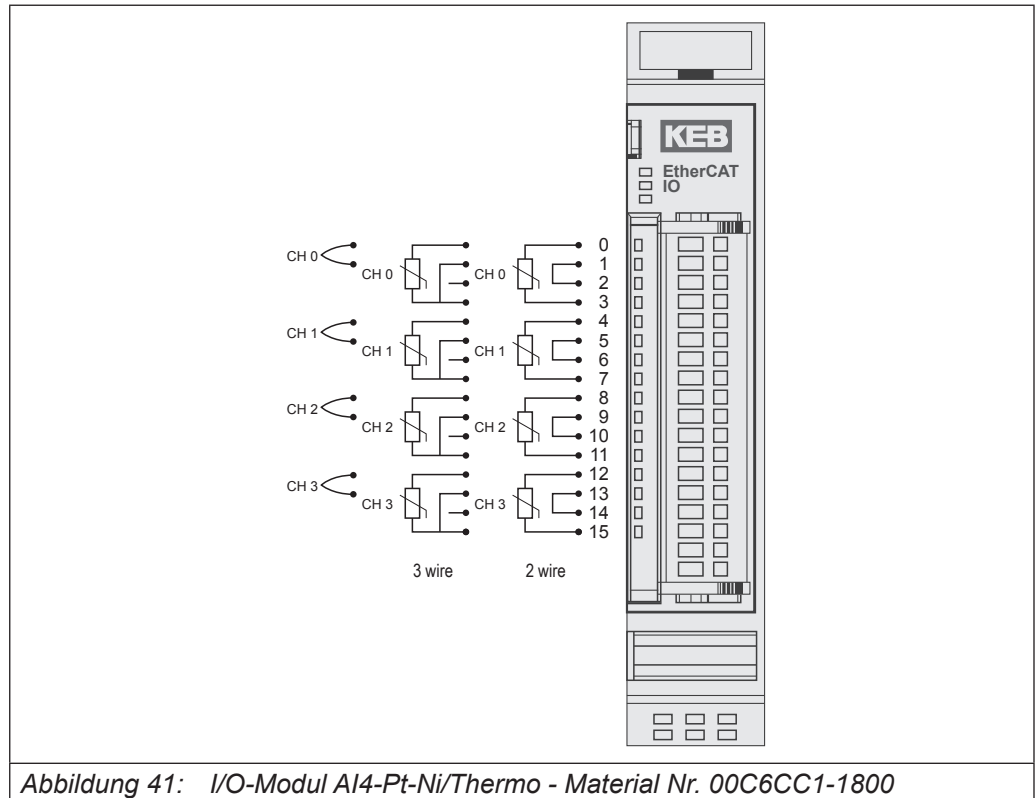 KEB
EtherCAT
IO
CH 0 CH 0 CH 0 0
1
2
3
CH 1 CH 1 CH 1 4
5
6
7
CH 2 CH 2 CH 2 8
9
10
11
CH 3 CH 3 CH 3 12
13
14
15
3 wire 2 wire
Abbildung 41: I/O-Modul AI4-Pt-Ni/Thermo - Material Nr. 00C6CC1-1800